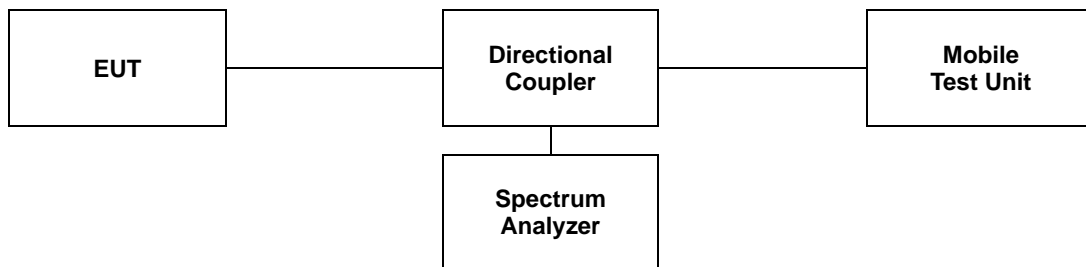 EUT
Directional
Coupler
Mobile
Test Unit
Spectrum
Analyzer